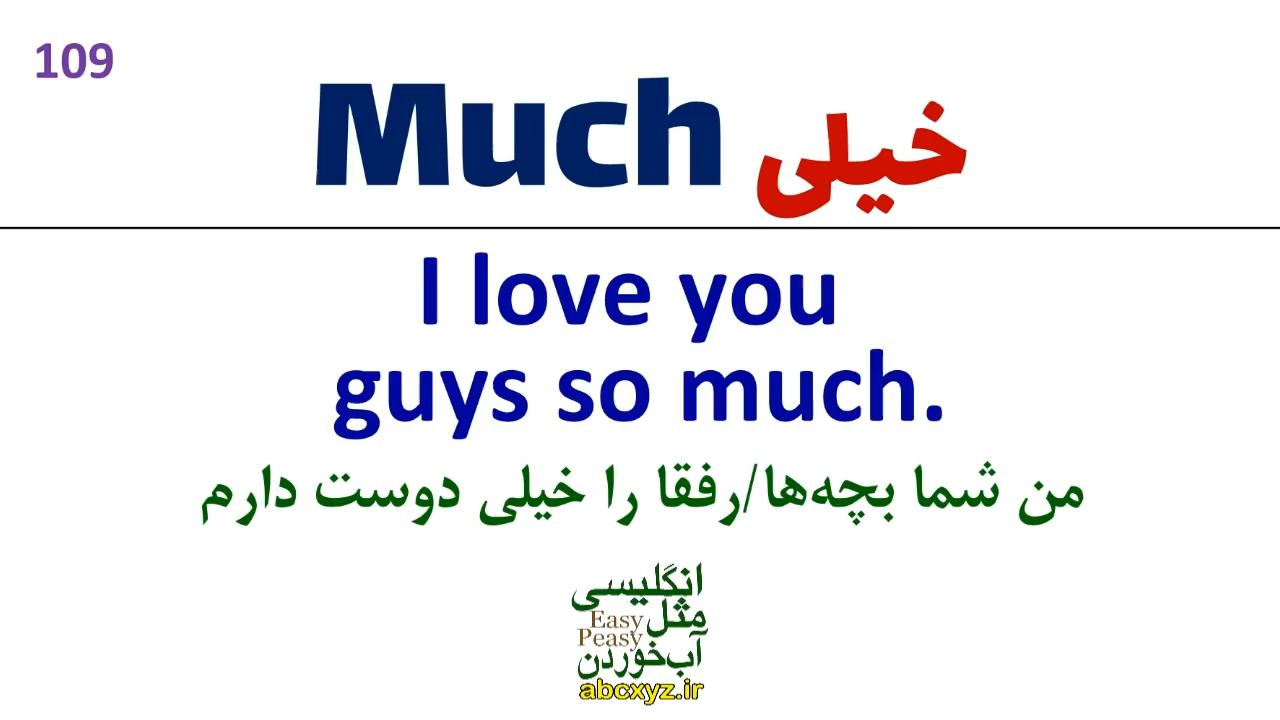 109
Much خیلی
I love you
guys so much.
من شما بچه‌ها/رفقا را خیلی دوست دارم
انگلیسی
مثل
Easy
Peasy
آب‌خوردن
abcxyz.ir